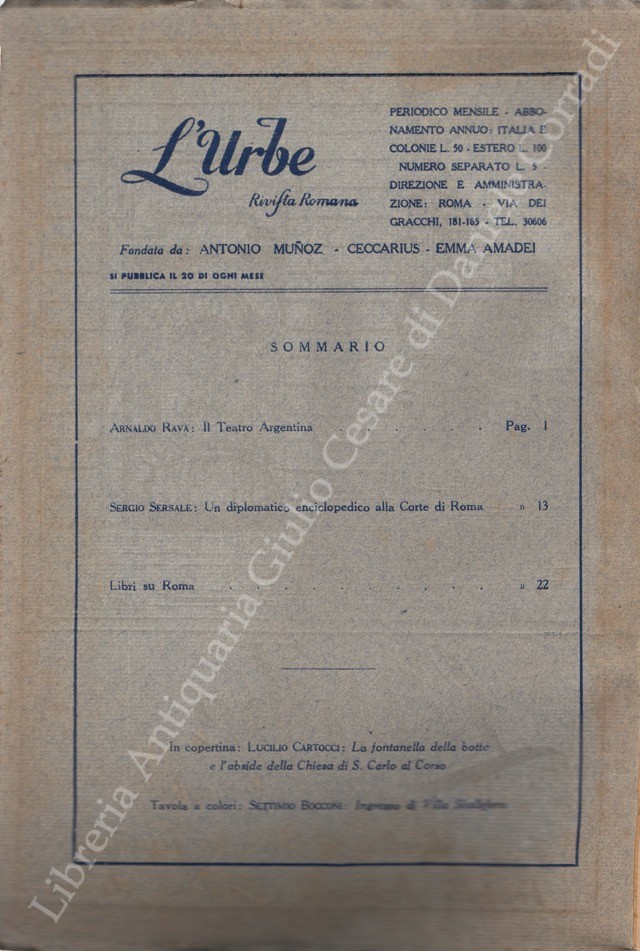 L'Urbe
Rivista Romana
PERIODICO MENSILE - ABBO-
NAMENTO ANNUO: ITALIA E
COLONIE L. 50 - ESTERO L. 100
NUMERO SEPARATO L. 5 -
DIREZIONE E AMMINISTRA-
ZIONE: ROMA - VIA DEI
GRACCHI, 181-185 - TEL. 30606
Fondata da: ANTONIO MUÑOZ - CECCARIUS - EMMA AMADEI
SI PUBBLICA IL 20 DI OGNI MESE
SOMMARIO
ARNALDO RAVA: Il Teatro Argentina . . . . . . Pag. 1
SERGIO SERSALE: Un diplomatico enciclopedico alla Corte di Roma » 13
Libri su Roma . . . . . . . . » 22
In copertina: LUCILIO CARTOCCI: La fontanella della botte
e l'abside della Chiesa di S. Carlo al Corso
Tavola a colori: SETTIMIO BOCCONI: Ingresso di Villa
Libreria Antiquaria Giulio Cesare di Daniele Corradi